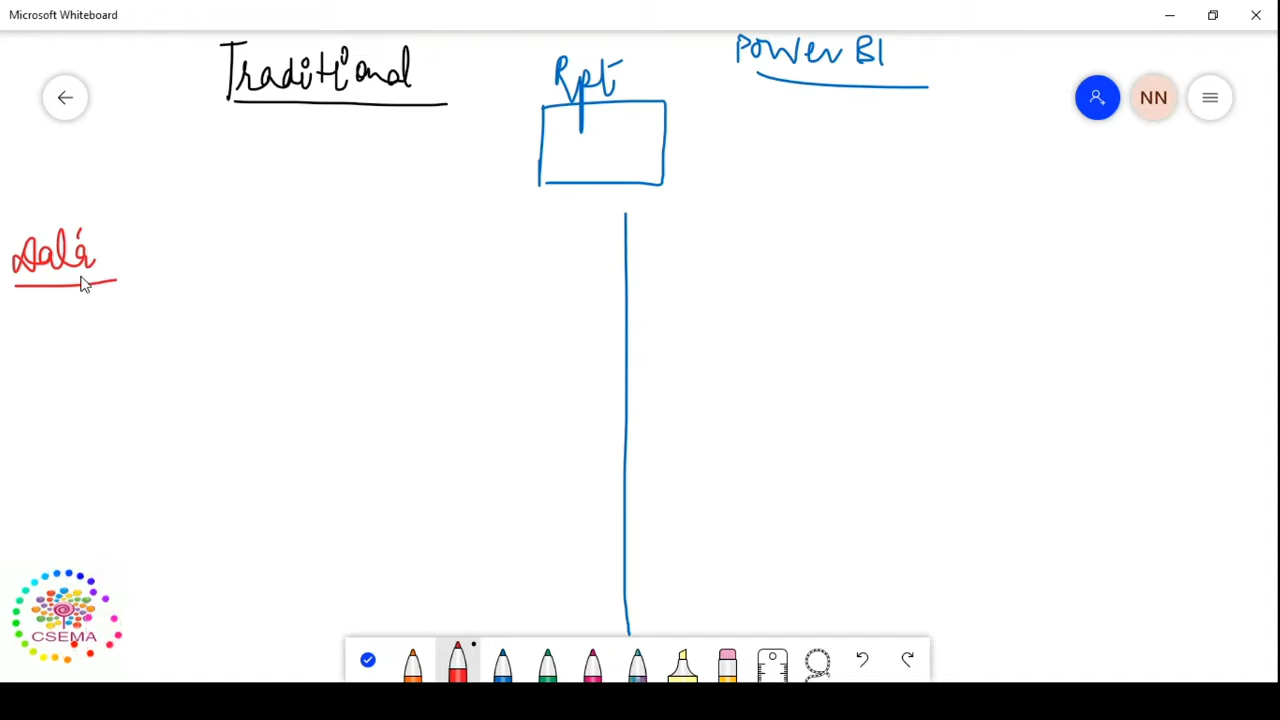 Microsoft Whiteboard
Traditional
Rpt
Power BI
NN
Data
CSEMA